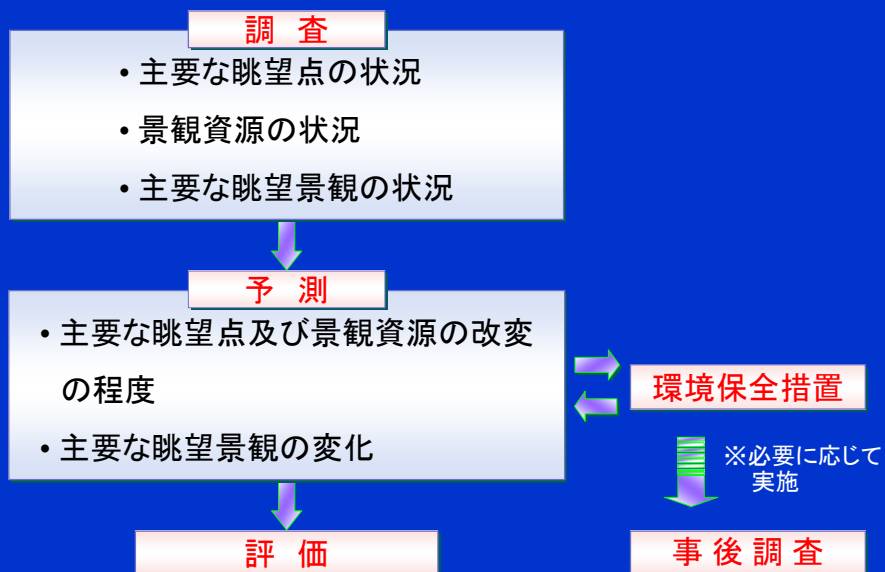 調 査
• 主要な眺望点の状況
• 景観資源の状況
• 主要な眺望景観の状況
予 測
• 主要な眺望点及び景観資源の改変
の程度
• 主要な眺望景観の変化
環境保全措置
※必要に応じて
実施
評 価
事 後 調 査